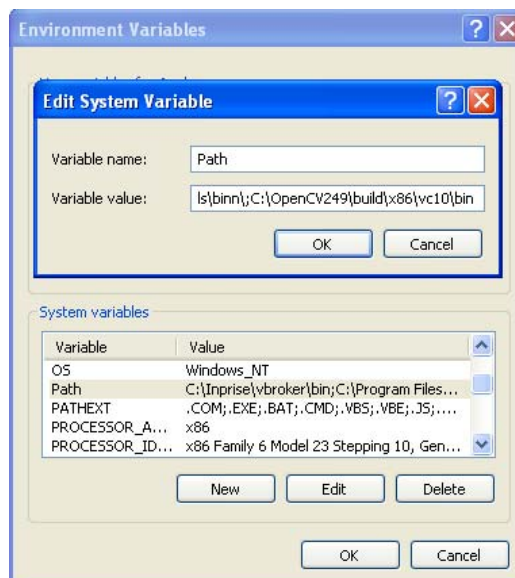 Environment Variables
Edit System Variable
Variable name:
Path
Variable value:
ls\binn\;C:\OpenCV249\build\x86\vc10\bin
OK Cancel
System variables
Variable Value
OS Windows_NT
Path C:\Inprise\vbroker\bin;C:\Program Files...
PATHEXT .COM;.EXE;.BAT;.CMD;.VBS;.VBE;.JS;....
PROCESSOR_A... x86
PROCESSOR_ID... x86 Family 6 Model 23 Stepping 10, Gen...
New Edit Delete
OK Cancel